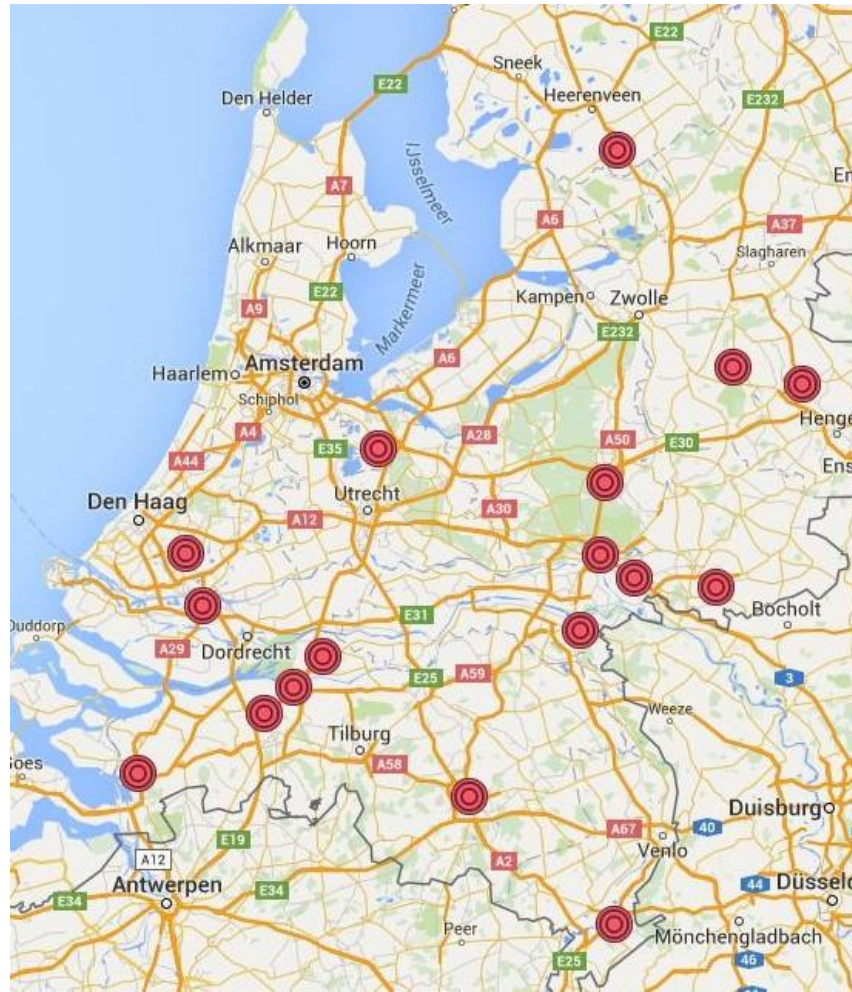 E22
E22
Sneek
E22
Heerenveen
Den Helder
E232
A7
IJsselmeer
A6
A37
Alkmaar
Hoorn
Slagharen
E22
Kampen
Zwolle
A9
Markermeer
E232
A6
Amsterdam
Haarlem
Schiphol
Henge
A4
E35
A28
A50
E30
A44
Ens
Utrecht
Den Haag
A30
A12
Bocholt
E31
Ouddorp
Dordrecht
A29
E25
A59
3
Weeze
Tilburg
Goes
A58
Duisburg
A67
40
E19
Venlo
A12
A2
Antwerpen
44
Düsseld
E34
E34
Peer
Mönchengladbach
E25
46